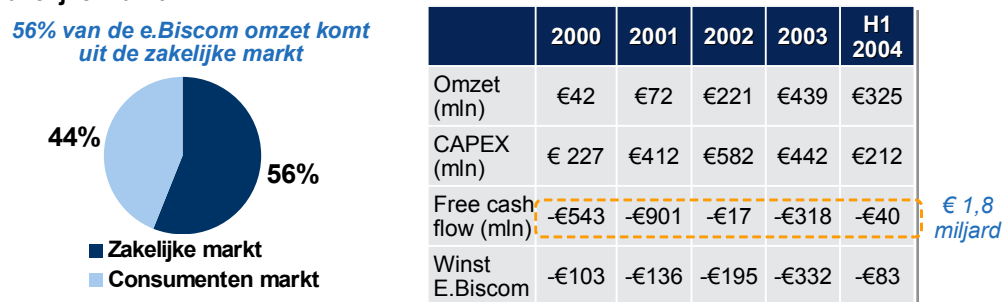 56% van de e.Biscom omzet komt
uit de zakelijke markt
44%
56%
Zakelijke markt
Consumenten markt
2000 2001 2002 2003 H1 2004
Omzet (mln) €42 €72 €221 €439 €325
CAPEX (mln) € 227 €412 €582 €442 €212
Free cash flow (mln) -€543 -€901 -€17 -€318 -€40
Winst E.Biscom -€103 -€136 -€195 -€332 -€83
€ 1,8
miljard